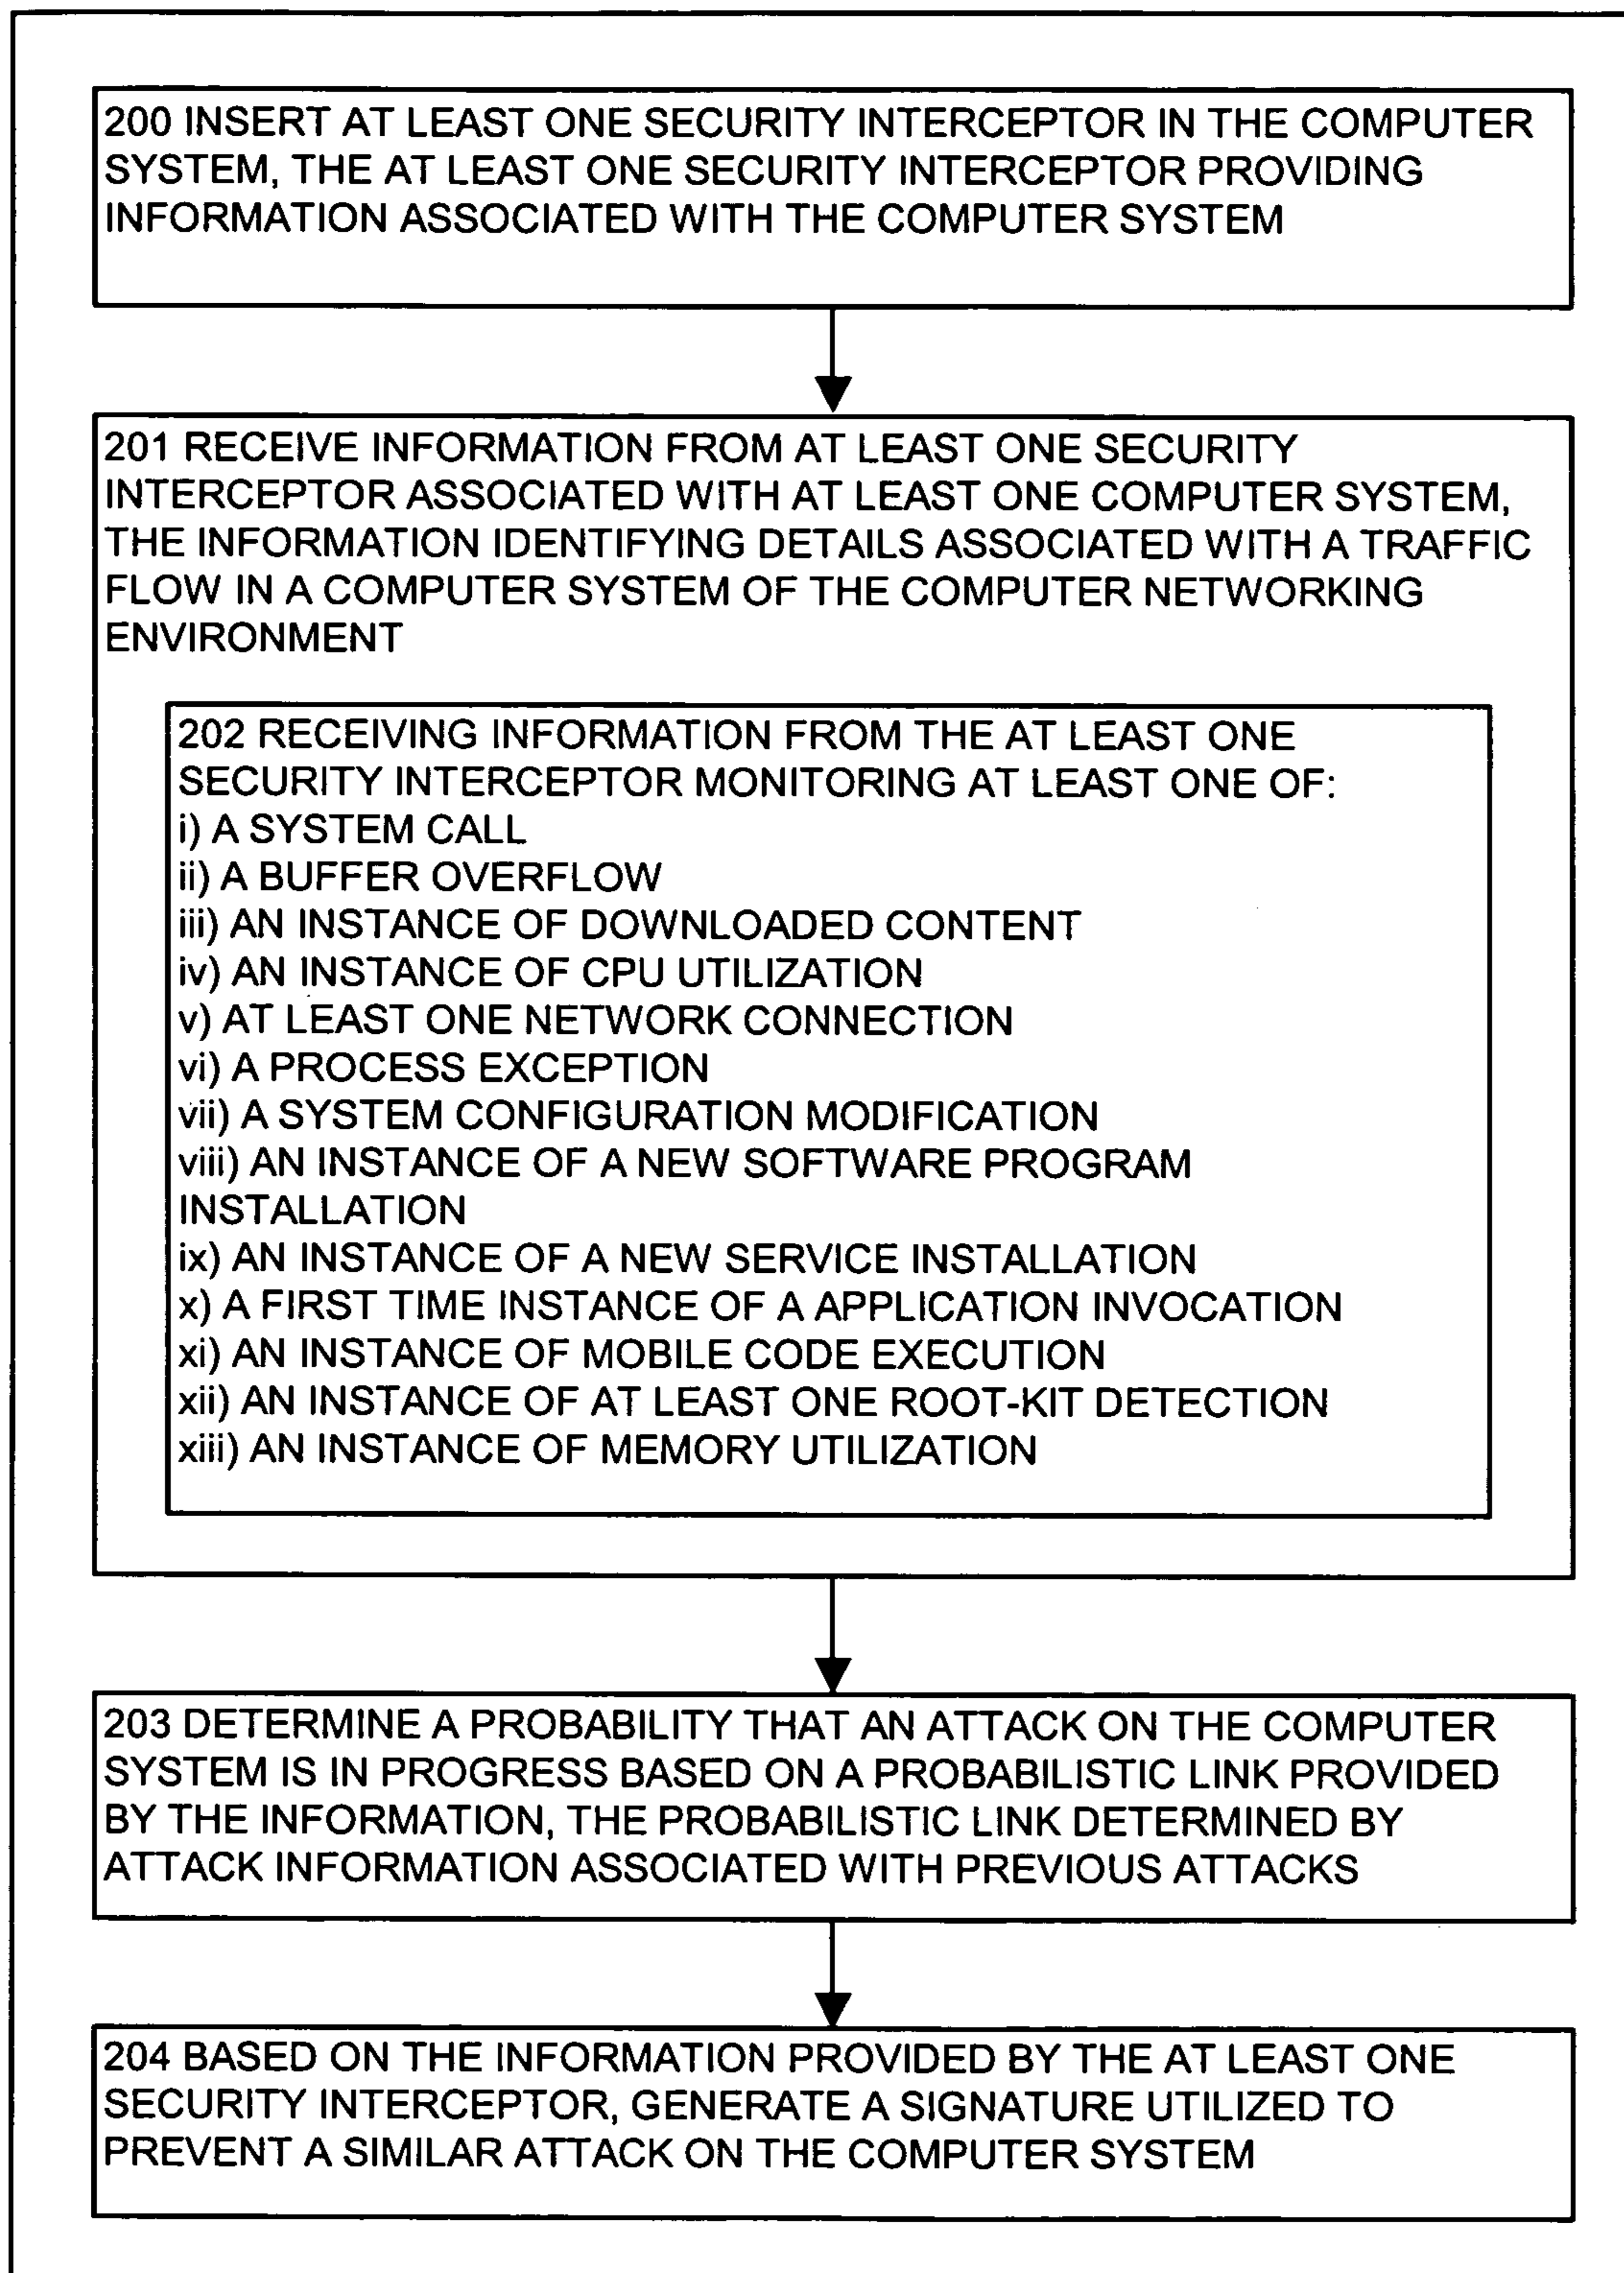 200 INSERT AT LEAST ONE SECURITY INTERCEPTOR IN THE COMPUTER
SYSTEM, THE AT LEAST ONE SECURITY INTERCEPTOR PROVIDING
INFORMATION ASSOCIATED WITH THE COMPUTER SYSTEM
201 RECEIVE INFORMATION FROM AT LEAST ONE SECURITY
INTERCEPTOR ASSOCIATED WITH AT LEAST ONE COMPUTER SYSTEM,
THE INFORMATION IDENTIFYING DETAILS ASSOCIATED WITH A TRAFFIC
FLOW IN A COMPUTER SYSTEM OF THE COMPUTER NETWORKING
ENVIRONMENT
202 RECEIVING INFORMATION FROM THE AT LEAST ONE
SECURITY INTERCEPTOR MONITORING AT LEAST ONE OF:
i) A SYSTEM CALL
ii) A BUFFER OVERFLOW
iii) AN INSTANCE OF DOWNLOADED CONTENT
iv) AN INSTANCE OF CPU UTILIZATION
v) AT LEAST ONE NETWORK CONNECTION
vi) A PROCESS EXCEPTION
vii) A SYSTEM CONFIGURATION MODIFICATION
viii) AN INSTANCE OF A NEW SOFTWARE PROGRAM
INSTALLATION
ix) AN INSTANCE OF A NEW SERVICE INSTALLATION
x) A FIRST TIME INSTANCE OF A APPLICATION INVOCATION
xi) AN INSTANCE OF MOBILE CODE EXECUTION
xii) AN INSTANCE OF AT LEAST ONE ROOT-KIT DETECTION
xiii) AN INSTANCE OF MEMORY UTILIZATION
203 DETERMINE A PROBABILITY THAT AN ATTACK ON THE COMPUTER
SYSTEM IS IN PROGRESS BASED ON A PROBABILISTIC LINK PROVIDED
BY THE INFORMATION, THE PROBABILISTIC LINK DETERMINED BY
ATTACK INFORMATION ASSOCIATED WITH PREVIOUS ATTACKS
204 BASED ON THE INFORMATION PROVIDED BY THE AT LEAST ONE
SECURITY INTERCEPTOR, GENERATE A SIGNATURE UTILIZED TO
PREVENT A SIMILAR ATTACK ON THE COMPUTER SYSTEM